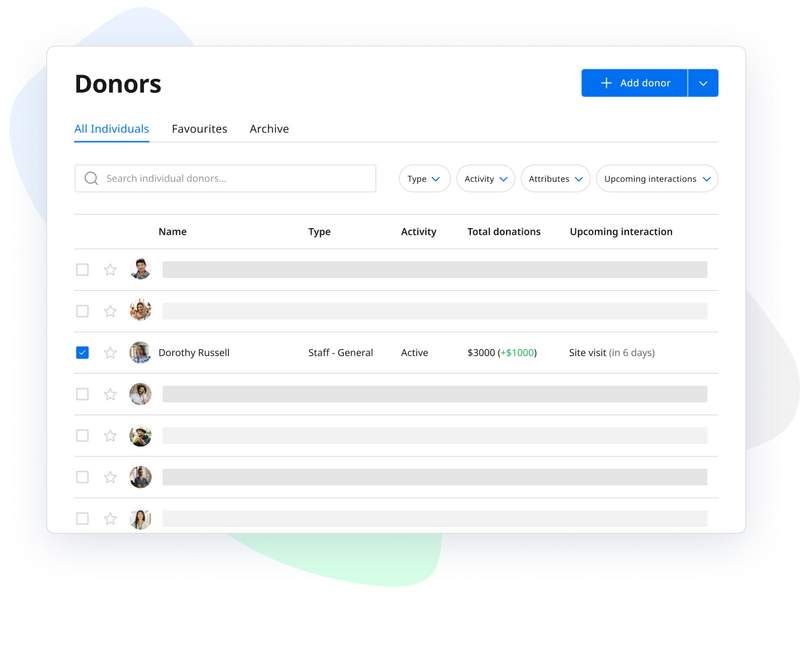 Donors
Add donor
All Individuals Favourites Archive
Search individual donors... Type Activity Attributes Upcoming interactions
Name Type Activity Total donations Upcoming interaction
Dorothy Russell Staff - General Active $3000 (+$1000) Site visit (in 6 days)